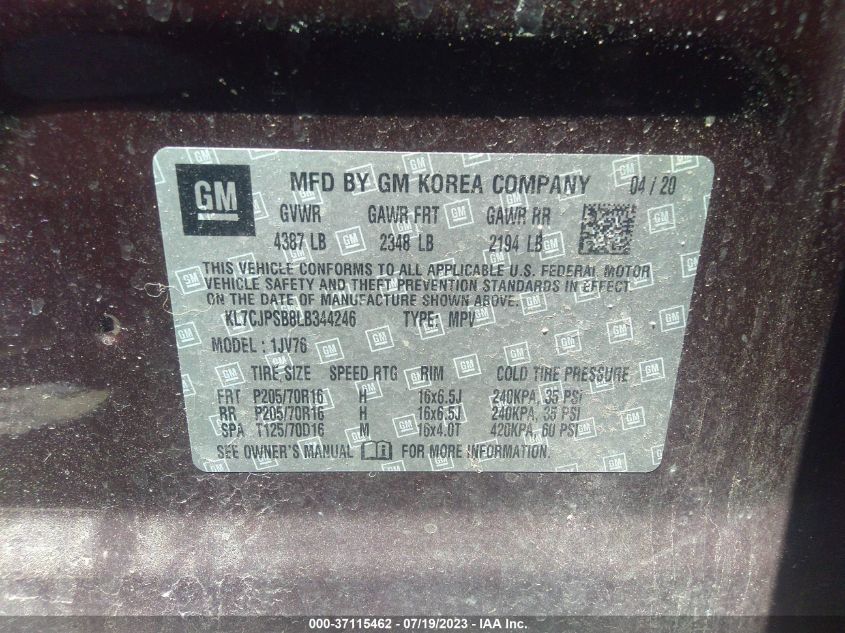 GM MFD BY GM KOREA COMPANY 04 / 20
GVWR GAWR FRT GAWR RR
4387 LB 2348 LB 2194 LB
THIS VEHICLE CONFORMS TO ALL APPLICABLE U.S. FEDERAL MOTOR
VEHICLE SAFETY AND THEFT PREVENTION STANDARDS IN EFFECT
ON THE DATE OF MANUFACTURE SHOWN ABOVE.
KL7CJPSB8LB344246 TYPE: MPV
MODEL : 1JV76
TIRE SIZE SPEED RTG RIM COLD TIRE PRESSURE
FRT P205/70R16 H 16x6.5J 240KPA, 35 PSI
RR P205/70R16 H 16x6.5J 240KPA, 35 PSI
SPA T125/70D16 M 16x4.0T 420KPA, 60 PSI
SEE OWNER'S MANUAL FOR MORE INFORMATION.
000-37115462 - 07/19/2023 - IAA Inc.